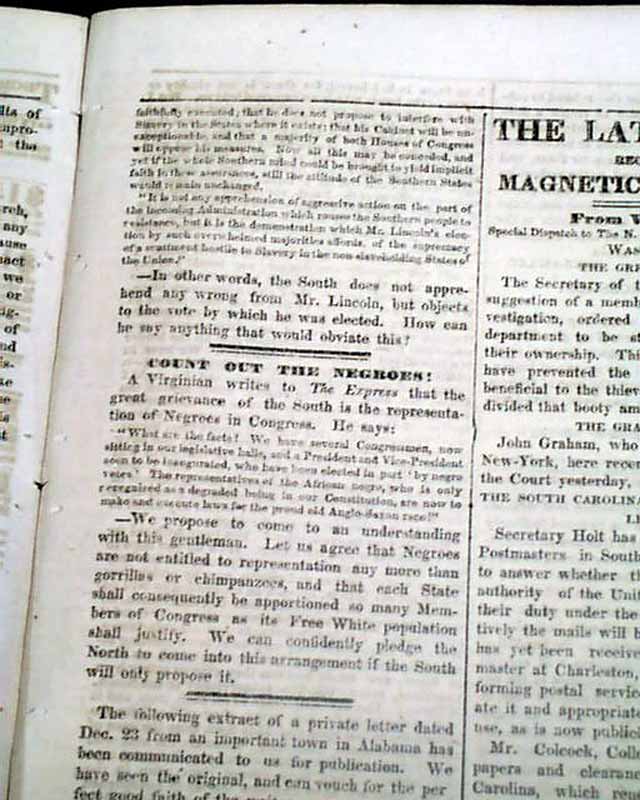 faithfully executed; that he does not propose to interfere with
Slavery in the States where it exists; that his Cabinet will be un-
exceptionable, and that a majority of both Houses of Congress
will oppose his measures. Now all this may be conceded, and
yet if the whole Southern mind could be brought to yield implicit
faith in these assurances, still the attitude of the Southern States
would remain unchanged.
"It is not any apprehension of aggressive action on the part of
the incoming Administration which rouses the Southern people to
resistance, but it is the demonstration which Mr. Lincoln's elec-
tion by such overwhelmed majorities affords, of the supremacy
of a sentiment hostile to Slavery in the non-slaveholding States of
the Union."
—In other words, the South does not appre-
hend any wrong from Mr. Lincoln, but objects
to the vote by which he was elected. How can
he say anything that would obviate this?
COUNT OUT THE NEGROES!
A Virginian writes to The Express that the
great grievance of the South is the representa-
tion of Negroes in Congress. He says:
"What are the facts? We have several Congressmen, now
sitting in our legislative halls, and a President and Vice-President
soon to be inaugurated, who have been elected in part 'by negro
votes.' The representatives of the African negro, who is only
recognized as a degraded being in our Constitution, are now to
make and execute laws for the proud old Anglo-Saxan race!"
—We propose to come to an understanding
with this gentleman. Let us agree that Negroes
are not entitled to representation any more than
gorrillas or chimpanzees, and that each State
shall consequently be apportioned so many Mem-
bers of Congress as its Free White population
shall justify. We can confidently pledge the
North to come into this arrangement if the South
will only propose it.
The following extract of a private letter dated
Dec. 23 from an important town in Alabama has
been communicated to us for publication. We
have seen the original, and can vouch for the per
fect good faith of the
THE LAT
REC
MAGNETIC
From W
Special Dispatch to The N.
WAS
THE GR
The Secretary of t
suggestion of a mem
vestigation, ordered
department to be st
their ownership. Thi
have prevented the
beneficial to the thiev
divided that booty am
THE GRA
John Graham, who
New-York, here rece
the Court yesterday.
THE SOUTH CAROLINA
Secretary Holt has
Postmasters in South
to answer whether th
authority of the Unit
their duty under the
tively the mails will b
has yet been receive
master at Charleston,
forming postal servic
ate it and appropriate
use, as is now public
Mr. Colcock, Coll
papers and clearanc
Carolina, which ren